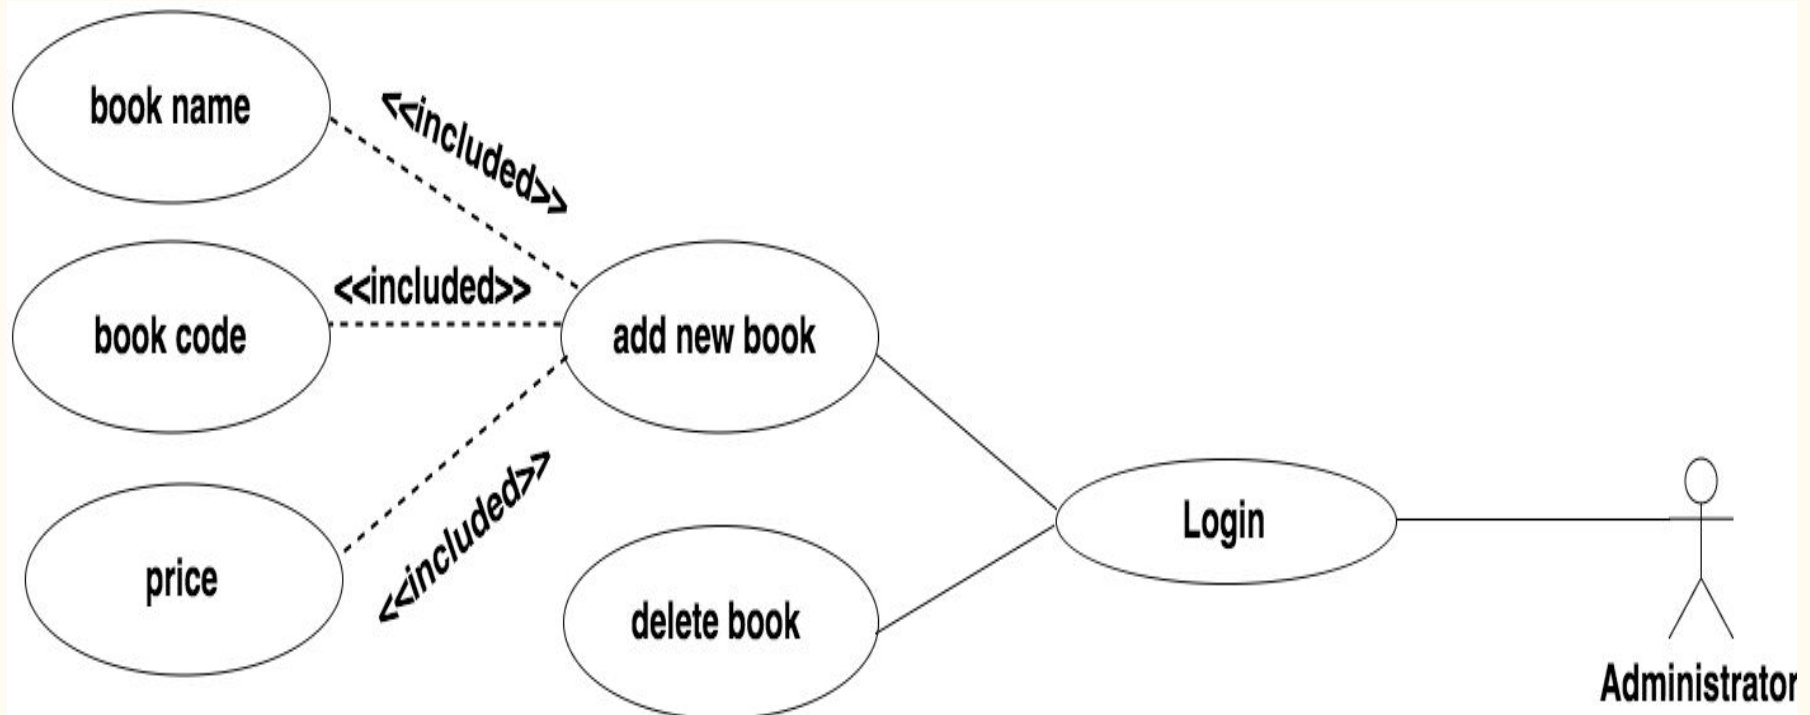 book name
<<included>>
<<included>>
book code
add new book
<<included>>
Login
price
delete book
Administrator